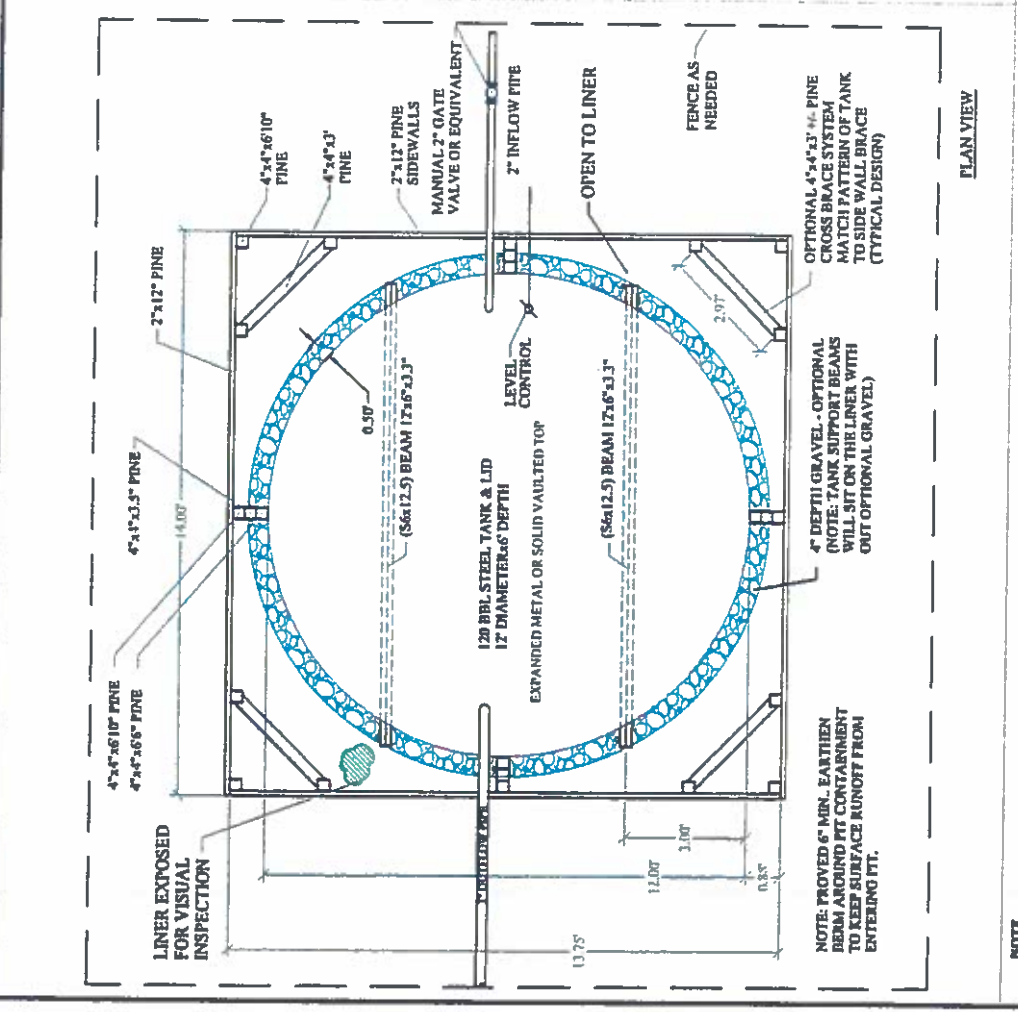 4"x4"x6'10" PINE
4"x4"x6'6" PINE
4"x4"x3.5" PINE
2"x12" PINE
4"x4"x6'10"
PINE
4"x4"x3'
PINE
2"x12" PINE
SIDEWALLS
MANUAL 2" GATE
VALVE OR EQUIVALENT
2" INFLOW PIPE
OPEN TO LINER
FENCE AS
NEEDED
LINER EXPOSED
FOR VISUAL
INSPECTION
14.00'
0.50'
(S6x12.5) BEAM 12'x6"x3.3"
120 BBL STEEL TANK & LID
12" DIAMETERx6' DEPTH
EXPANDED METAL OR SOLID VAULTED TOP
LEVEL
CONTROL
(S6x12.5) BEAM 12'x6"x3.3"
2.97'
3.00'
12.00'
0.88'
13.75'
OPTIONAL 4"x4"x3' +/- PINE
CROSS BRACE SYSTEM
MATCH PATTERN OF TANK
TO SIDE WALL BRACE
(TYPICAL DESIGN)
4" DEPTH GRAVEL - OPTIONAL
(NOTE: TANK SUPPORT BEAMS
WILL SIT ON THE LINER WITH
OUT OPTIONAL GRAVEL)
NOTE: PROVED 6" MIN.. EARTHEN
BERM AROUND PIT CONTAINMENT
TO KEEP SURFACE RUNOFF FROM
ENTERING PIT.
PLAN VIEW
NOTE